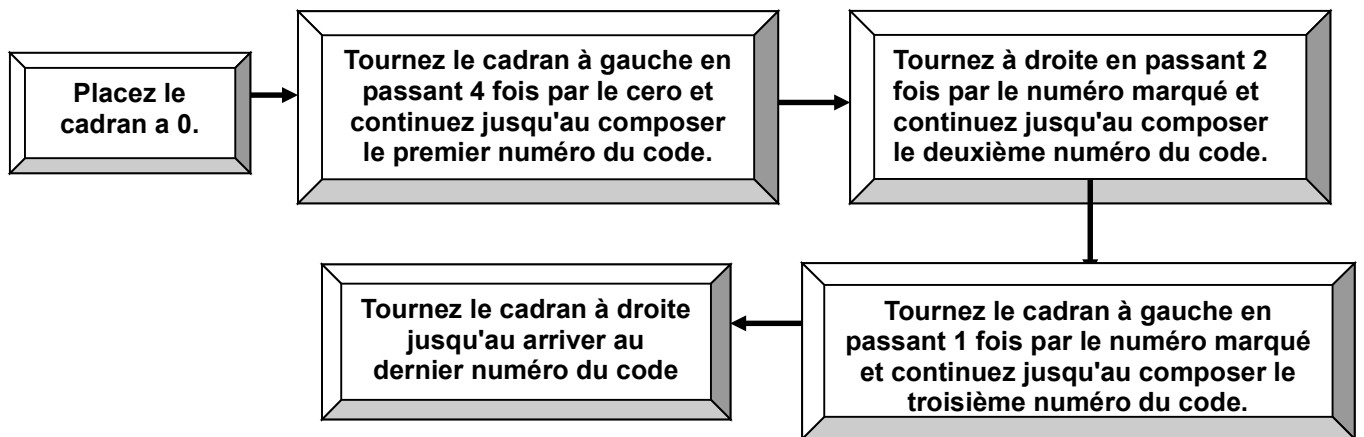 Placez le
cadran a 0.
Tournez le cadran à gauche en
passant 4 fois par le cero et
continuez jusqu'au composer
le premier numéro du code.
Tournez à droite en passant 2
fois par le numéro marqué et
continuez jusqu'au composer
le deuxième numéro du code.
Tournez le cadran à gauche en
passant 1 fois par le numéro marqué
et continuez jusqu'au composer le
troisième numéro du code.
Tournez le cadran à droite
jusqu'au arriver au
dernier numéro du code